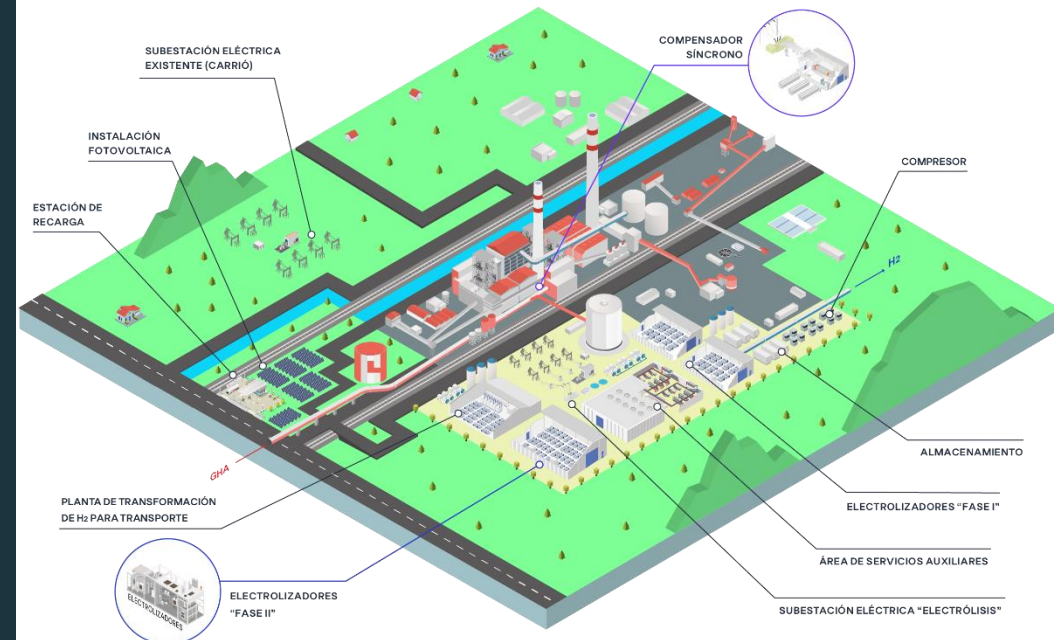 SUBESTACIÓN ELÉCTRICA
EXISTENTE (CARRIÓ)
COMPENSADOR
SÍNCRONO
INSTALACIÓN
FOTOVOLTAICA
COMPRESOR
ESTACIÓN DE
RECARGA
H2
GHA
ALMACENAMIENTO
PLANTA DE TRANSFORMACIÓN
DE H2 PARA TRANSPORTE
ELECTROLIZADORES "FASE I"
ÁREA DE SERVICIOS AUXILIARES
ELECTROLIZADORES
ELECTROLIZADORES
"FASE II"
SUBESTACIÓN ELÉCTRICA "ELECTRÓLISIS"